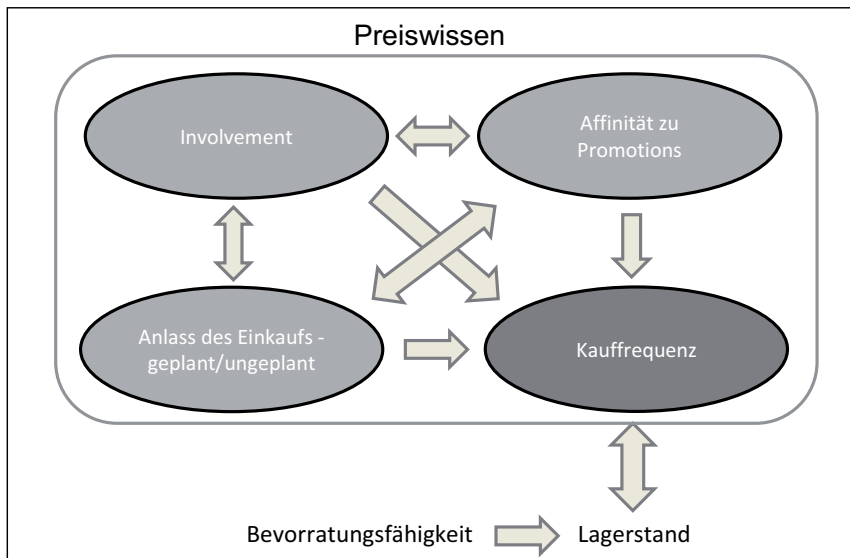 Preiswissen
Involvement
Affinität zu
Promotions
Anlass des Einkaufs -
geplant/ungeplant
Kauffrequenz
Bevorratungsfähigkeit
Lagerstand